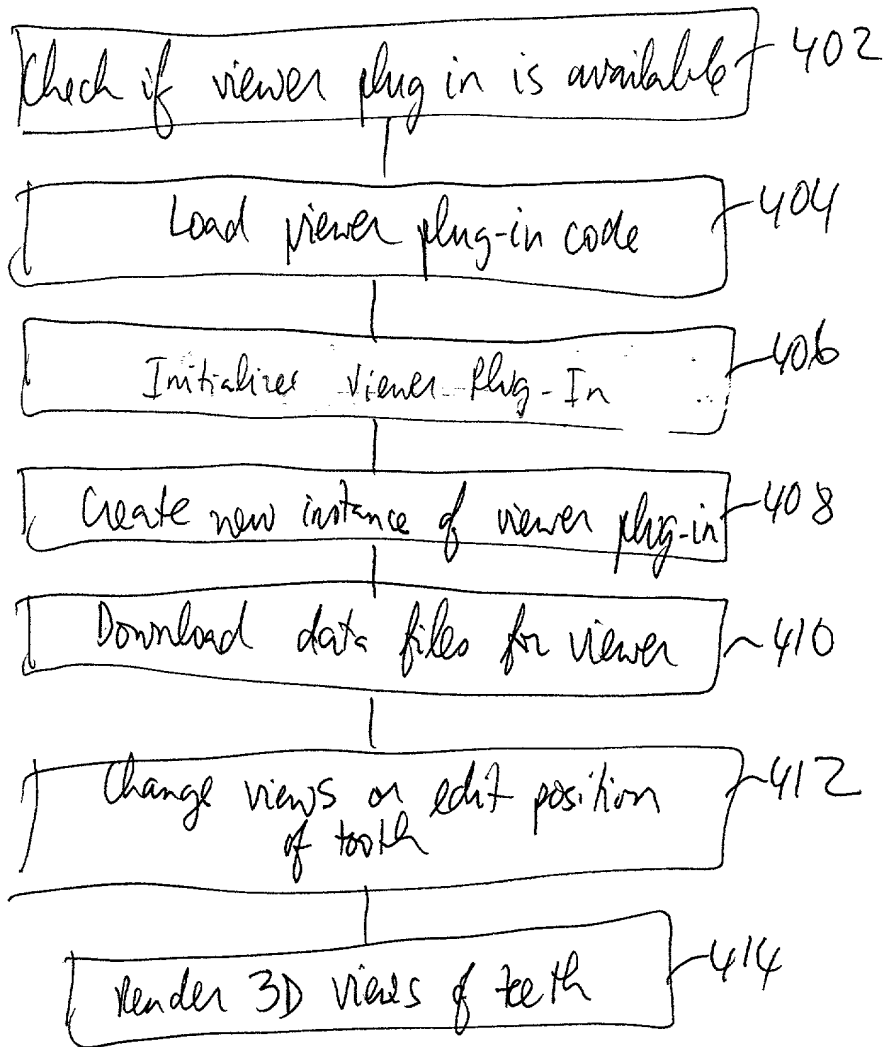 Check if viewer plug in is available 402
Load viewer plug-in code 404
Initializes viewer Plug-In 406
Create new instance of viewer plug-in 408
Download data files for viewer 410
Change views or edit position 412
of tooth
Render 3D views of teeth 414